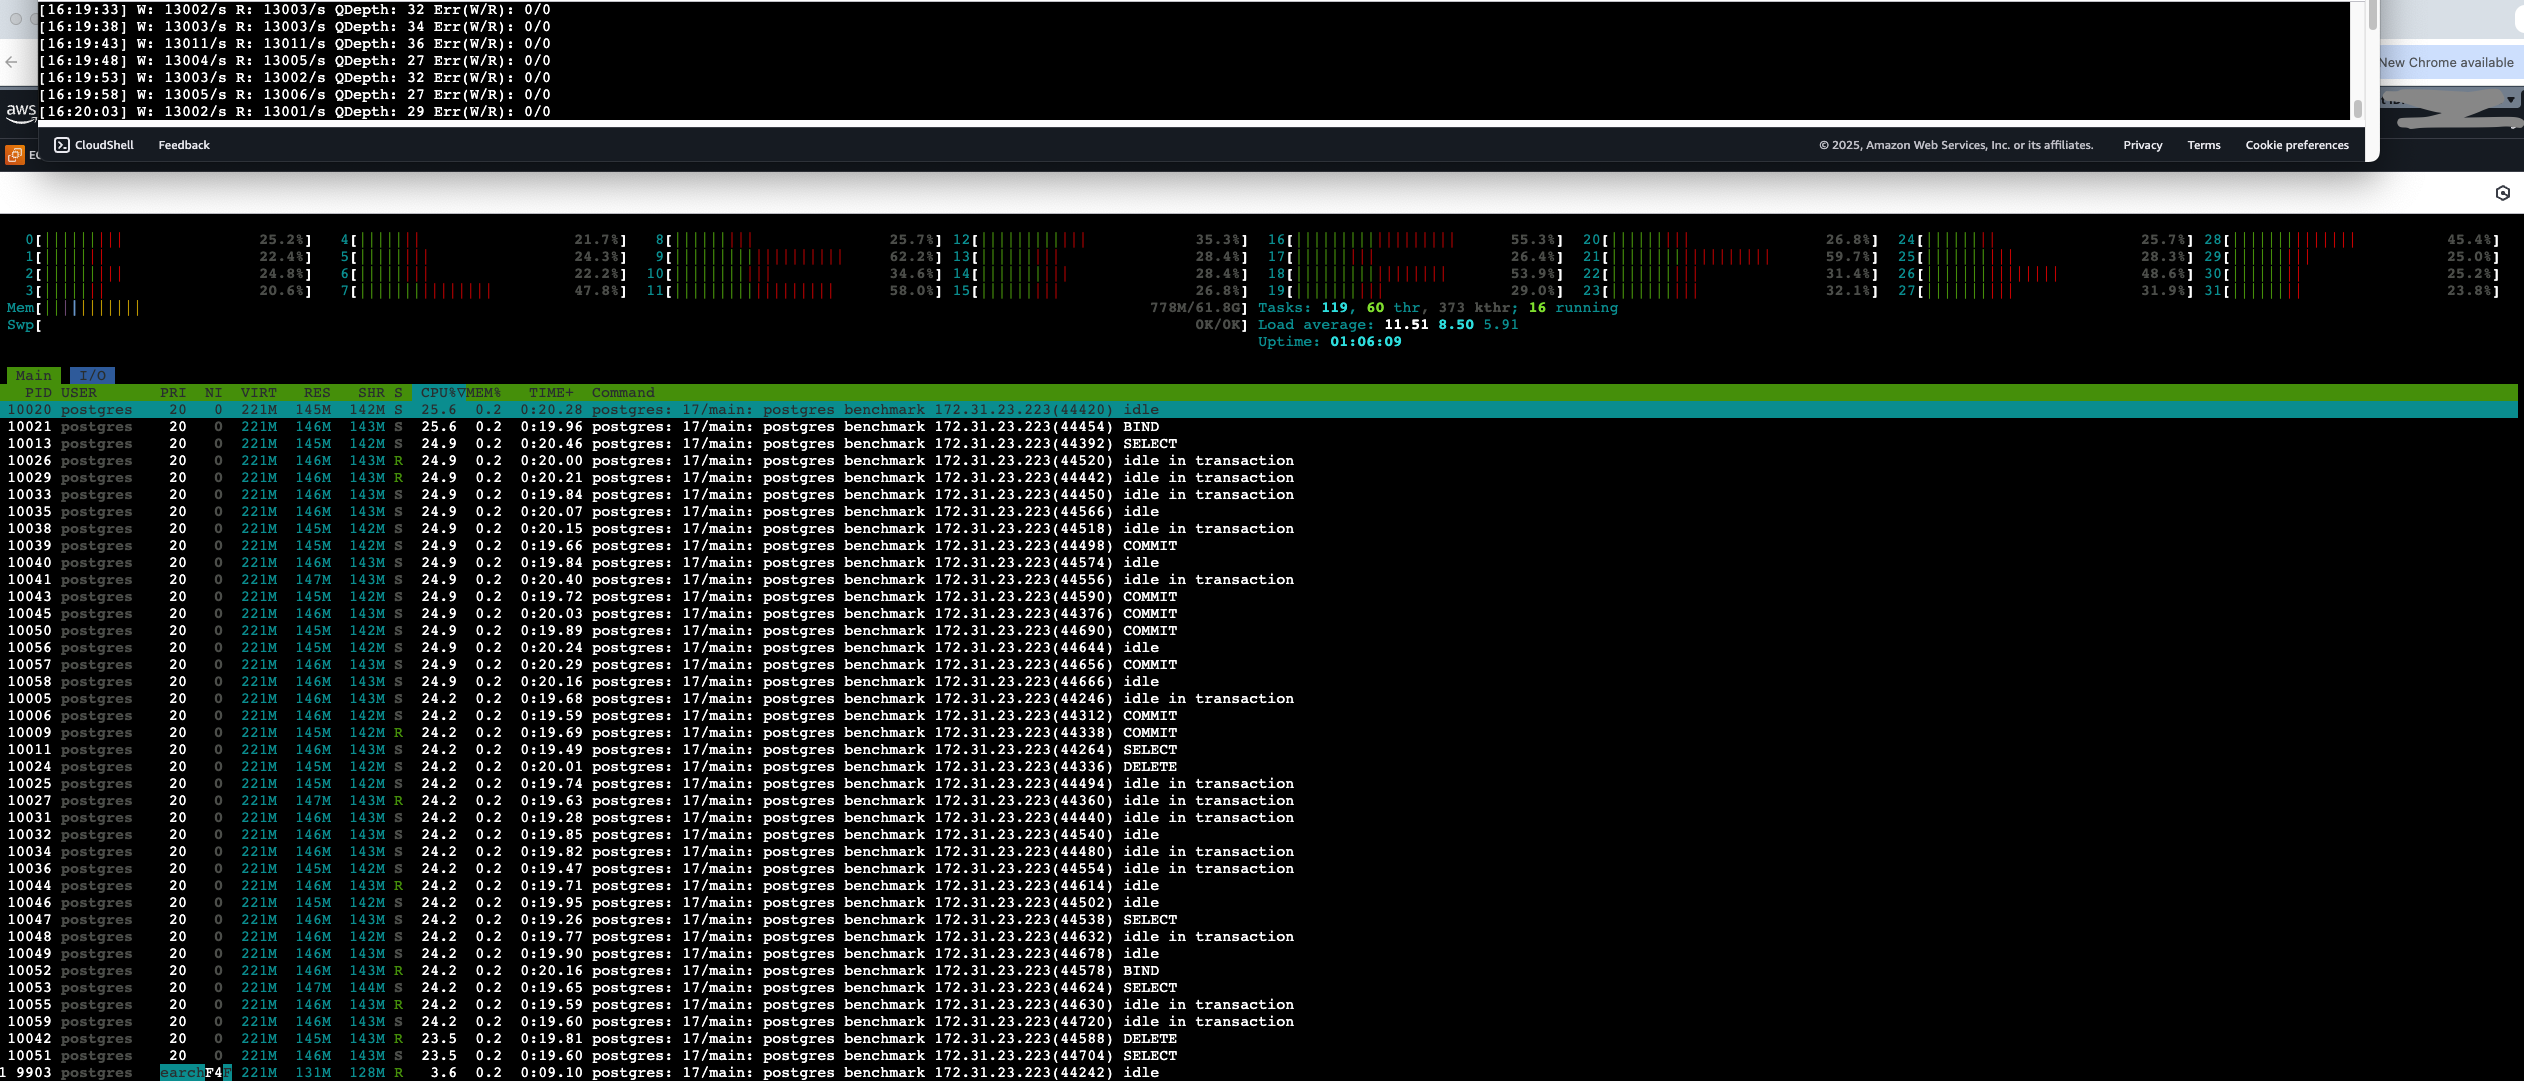 [16:19:33] W: 13002/s R: 13003/s QDepth: 32 Err(W/R): 0/0
[16:19:38] W: 13003/s R: 13003/s QDepth: 34 Err(W/R): 0/0
[16:19:43] W: 13011/s R: 13011/s QDepth: 36 Err(W/R): 0/0
[16:19:48] W: 13004/s R: 13005/s QDepth: 27 Err(W/R): 0/0
[16:19:53] W: 13003/s R: 13002/s QDepth: 32 Err(W/R): 0/0
[16:19:58] W: 13005/s R: 13006/s QDepth: 27 Err(W/R): 0/0
[16:20:03] W: 13002/s R: 13001/s QDepth: 29 Err(W/R): 0/0
New Chrome available
aws
CloudShell Feedback © 2025, Amazon Web Services, Inc. or its affiliates. Privacy Terms Cookie preferences
0[ 25.2%] 4[ 21.7%] 8[ 25.7%] 12[ 35.3%] 16[ 55.3%] 20[ 26.8%] 24[ 25.7%] 28[ 45.4%]
1[ 22.4%] 5[ 24.3%] 9[ 62.2%] 13[ 28.4%] 17[ 26.4%] 21[ 59.7%] 25[ 28.3%] 29[ 25.0%]
2[ 24.8%] 6[ 22.2%] 10[ 34.6%] 14[ 28.4%] 18[ 53.9%] 22[ 31.4%] 26[ 48.6%] 30[ 25.2%]
3[ 20.6%] 7[ 47.8%] 11[ 58.0%] 15[ 26.8%] 19[ 29.0%] 23[ 32.1%] 27[ 31.9%] 31[ 23.8%]
Mem[ 778M/61.8G] Tasks: 119, 60 thr, 373 kthr; 16 running
Swp[ 0K/0K] Load average: 11.51 8.50 5.91
Uptime: 01:06:09
Main I/O
PID USER PRI NI VIRT RES SHR S CPU%▽MEM% TIME+ Command
10020 postgres 20 0 221M 145M 142M S 25.6 0.2 0:20.28 postgres: 17/main: postgres benchmark 172.31.23.223(44420) idle
10021 postgres 20 0 221M 146M 143M S 25.6 0.2 0:19.96 postgres: 17/main: postgres benchmark 172.31.23.223(44454) BIND
10013 postgres 20 0 221M 145M 142M S 24.9 0.2 0:20.46 postgres: 17/main: postgres benchmark 172.31.23.223(44392) SELECT
10026 postgres 20 0 221M 146M 143M R 24.9 0.2 0:20.00 postgres: 17/main: postgres benchmark 172.31.23.223(44520) idle in transaction
10029 postgres 20 0 221M 146M 143M R 24.9 0.2 0:20.21 postgres: 17/main: postgres benchmark 172.31.23.223(44442) idle in transaction
10033 postgres 20 0 221M 146M 143M S 24.9 0.2 0:19.84 postgres: 17/main: postgres benchmark 172.31.23.223(44450) idle in transaction
10035 postgres 20 0 221M 146M 143M S 24.9 0.2 0:20.07 postgres: 17/main: postgres benchmark 172.31.23.223(44566) idle
10038 postgres 20 0 221M 145M 142M S 24.9 0.2 0:20.15 postgres: 17/main: postgres benchmark 172.31.23.223(44518) idle in transaction
10039 postgres 20 0 221M 145M 142M S 24.9 0.2 0:19.66 postgres: 17/main: postgres benchmark 172.31.23.223(44498) COMMIT
10040 postgres 20 0 221M 146M 143M S 24.9 0.2 0:19.84 postgres: 17/main: postgres benchmark 172.31.23.223(44574) idle
10041 postgres 20 0 221M 147M 143M S 24.9 0.2 0:20.40 postgres: 17/main: postgres benchmark 172.31.23.223(44556) idle in transaction
10043 postgres 20 0 221M 145M 142M S 24.9 0.2 0:19.72 postgres: 17/main: postgres benchmark 172.31.23.223(44590) COMMIT
10045 postgres 20 0 221M 146M 143M S 24.9 0.2 0:20.03 postgres: 17/main: postgres benchmark 172.31.23.223(44376) COMMIT
10050 postgres 20 0 221M 145M 142M S 24.9 0.2 0:19.89 postgres: 17/main: postgres benchmark 172.31.23.223(44690) COMMIT
10056 postgres 20 0 221M 145M 142M S 24.9 0.2 0:20.24 postgres: 17/main: postgres benchmark 172.31.23.223(44644) idle
10057 postgres 20 0 221M 146M 143M S 24.9 0.2 0:20.29 postgres: 17/main: postgres benchmark 172.31.23.223(44656) COMMIT
10058 postgres 20 0 221M 146M 143M S 24.9 0.2 0:20.16 postgres: 17/main: postgres benchmark 172.31.23.223(44666) idle
10005 postgres 20 0 221M 145M 142M S 24.2 0.2 0:19.68 postgres: 17/main: postgres benchmark 172.31.23.223(44246) idle in transaction
10006 postgres 20 0 221M 146M 142M S 24.2 0.2 0:19.59 postgres: 17/main: postgres benchmark 172.31.23.223(44312) COMMIT
10009 postgres 20 0 221M 145M 142M R 24.2 0.2 0:19.69 postgres: 17/main: postgres benchmark 172.31.23.223(44338) COMMIT
10011 postgres 20 0 221M 146M 143M S 24.2 0.2 0:19.49 postgres: 17/main: postgres benchmark 172.31.23.223(44264) SELECT
10024 postgres 20 0 221M 145M 142M S 24.2 0.2 0:20.01 postgres: 17/main: postgres benchmark 172.31.23.223(44336) DELETE
10025 postgres 20 0 221M 145M 142M S 24.2 0.2 0:19.74 postgres: 17/main: postgres benchmark 172.31.23.223(44494) idle in transaction
10027 postgres 20 0 221M 147M 143M R 24.2 0.2 0:19.63 postgres: 17/main: postgres benchmark 172.31.23.223(44360) idle in transaction
10031 postgres 20 0 221M 146M 143M S 24.2 0.2 0:19.28 postgres: 17/main: postgres benchmark 172.31.23.223(44440) idle in transaction
10032 postgres 20 0 221M 146M 143M S 24.2 0.2 0:19.85 postgres: 17/main: postgres benchmark 172.31.23.223(44540) idle
10034 postgres 20 0 221M 146M 143M S 24.2 0.2 0:19.82 postgres: 17/main: postgres benchmark 172.31.23.223(44480) idle in transaction
10036 postgres 20 0 221M 145M 142M S 24.2 0.2 0:19.47 postgres: 17/main: postgres benchmark 172.31.23.223(44554) idle in transaction
10044 postgres 20 0 221M 146M 143M R 24.2 0.2 0:19.71 postgres: 17/main: postgres benchmark 172.31.23.223(44614) idle
10046 postgres 20 0 221M 145M 142M S 24.2 0.2 0:19.95 postgres: 17/main: postgres benchmark 172.31.23.223(44502) idle
10047 postgres 20 0 221M 146M 143M S 24.2 0.2 0:19.26 postgres: 17/main: postgres benchmark 172.31.23.223(44538) SELECT
10048 postgres 20 0 221M 146M 142M S 24.2 0.2 0:19.77 postgres: 17/main: postgres benchmark 172.31.23.223(44632) idle in transaction
10049 postgres 20 0 221M 146M 143M S 24.2 0.2 0:19.90 postgres: 17/main: postgres benchmark 172.31.23.223(44678) idle
10052 postgres 20 0 221M 146M 143M R 24.2 0.2 0:20.16 postgres: 17/main: postgres benchmark 172.31.23.223(44578) BIND
10053 postgres 20 0 221M 147M 144M S 24.2 0.2 0:19.65 postgres: 17/main: postgres benchmark 172.31.23.223(44624) SELECT
10055 postgres 20 0 221M 146M 143M R 24.2 0.2 0:19.59 postgres: 17/main: postgres benchmark 172.31.23.223(44630) idle in transaction
10059 postgres 20 0 221M 146M 143M S 24.2 0.2 0:19.60 postgres: 17/main: postgres benchmark 172.31.23.223(44720) idle in transaction
10042 postgres 20 0 221M 145M 143M R 23.5 0.2 0:19.81 postgres: 17/main: postgres benchmark 172.31.23.223(44588) DELETE
10051 postgres 20 0 221M 146M 143M S 23.5 0.2 0:19.60 postgres: 17/main: postgres benchmark 172.31.23.223(44704) SELECT
1 9903 postgres earchF4F 221M 131M 128M R 3.6 0.2 0:09.10 postgres: 17/main: postgres benchmark 172.31.23.223(44242) idle